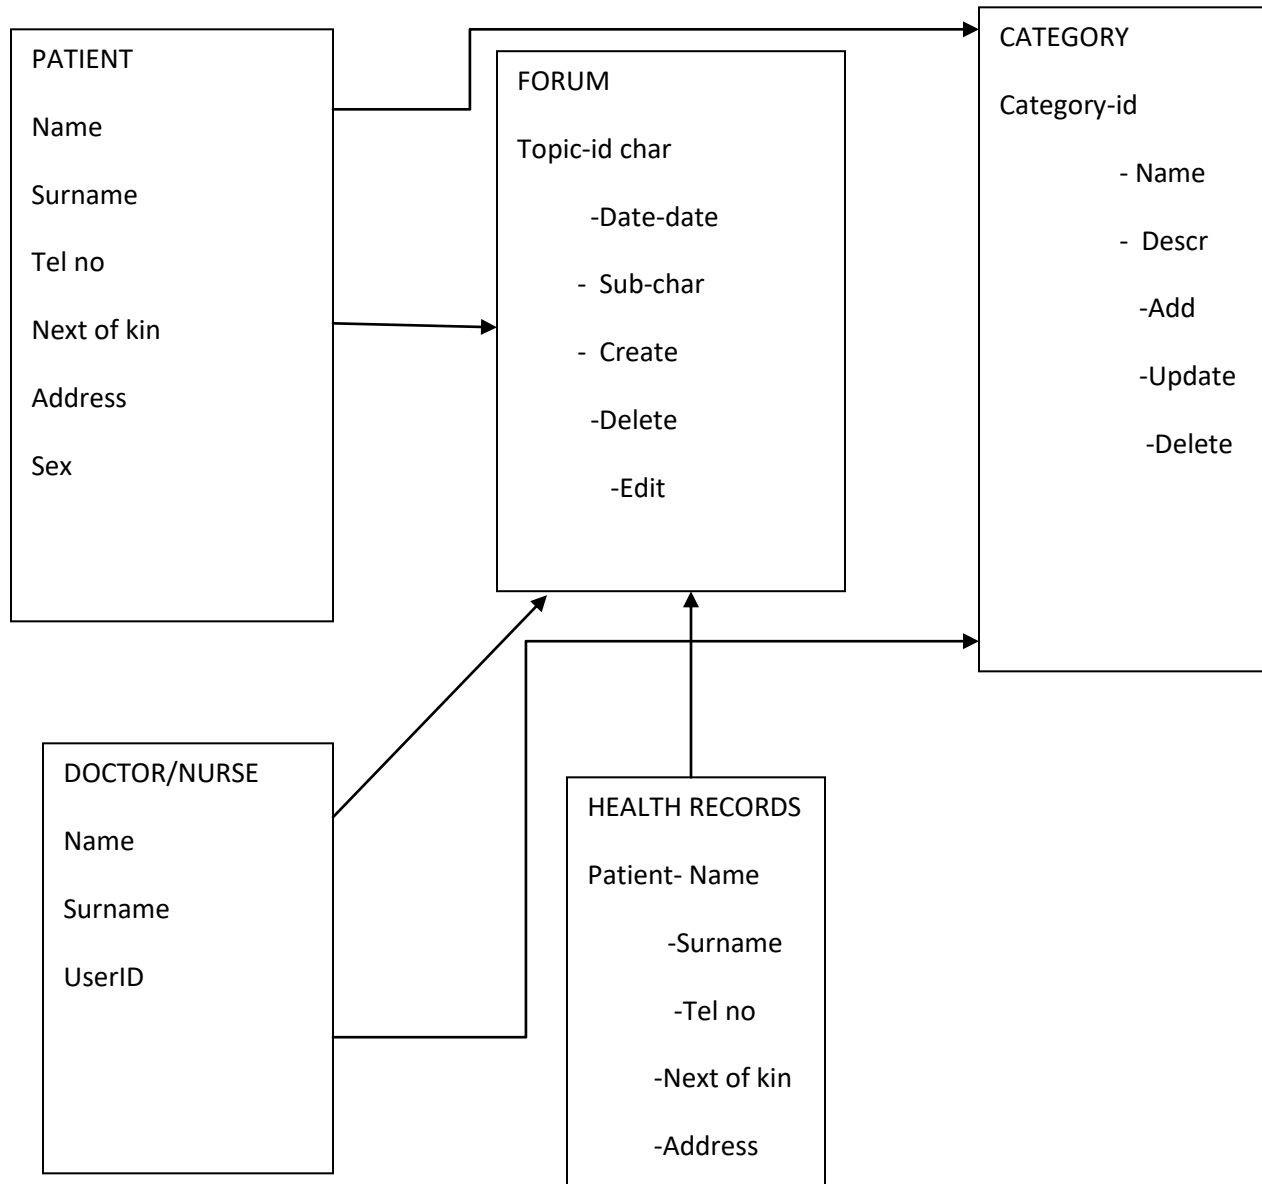 PATIENT
Name
Surname
Tel no
Next of kin
Address
Sex
FORUM
Topic-id char
-Date-date
- Sub-char
- Create
-Delete
-Edit
CATEGORY
Category-id
- Name
- Descr
-Add
-Update
-Delete
DOCTOR/NURSE
Name
Surname
UserID
HEALTH RECORDS
Patient- Name
-Surname
-Tel no
-Next of kin
-Address